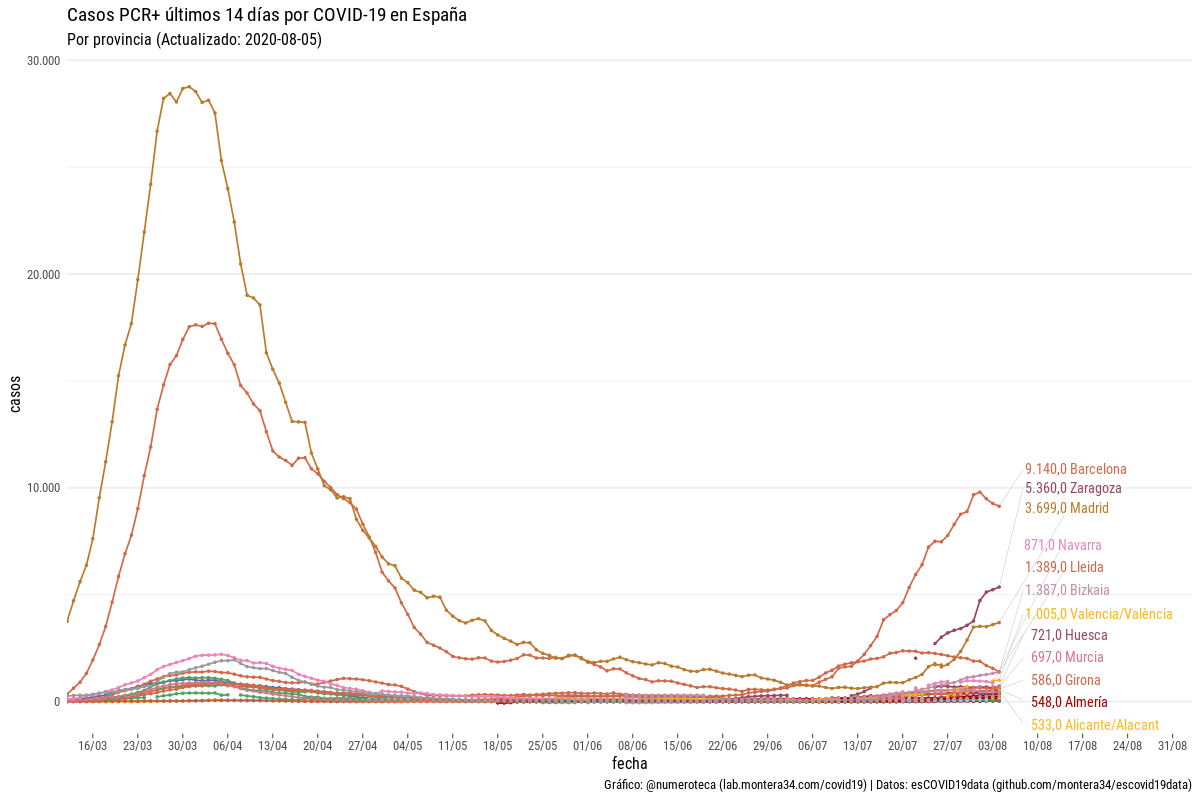 Casos PCR+ últimos 14 días por COVID-19 en España
Por provincia (Actualizado: 2020-08-05)
30.000
20.000
10.000
0
casos
9.140,0 Barcelona
5.360,0 Zaragoza
3.699,0 Madrid
871,0 Navarra
1.389,0 Lleida
1.387,0 Bizkaia
1.005,0 Valencia/València
721,0 Huesca
697,0 Murcia
586,0 Girona
548,0 Almería
533,0 Alicante/Alacant
16/03 23/03 30/03 06/04 13/04 20/04 27/04 04/05 11/05 18/05 25/05 01/06 08/06 15/06 22/06 29/06 06/07 13/07 20/07 27/07 03/08 10/08 17/08 24/08 31/08
fecha
Gráfico: @numeroteca (lab.montera34.com/covid19) | Datos: esCOVID19data (github.com/montera34/escovid19data)